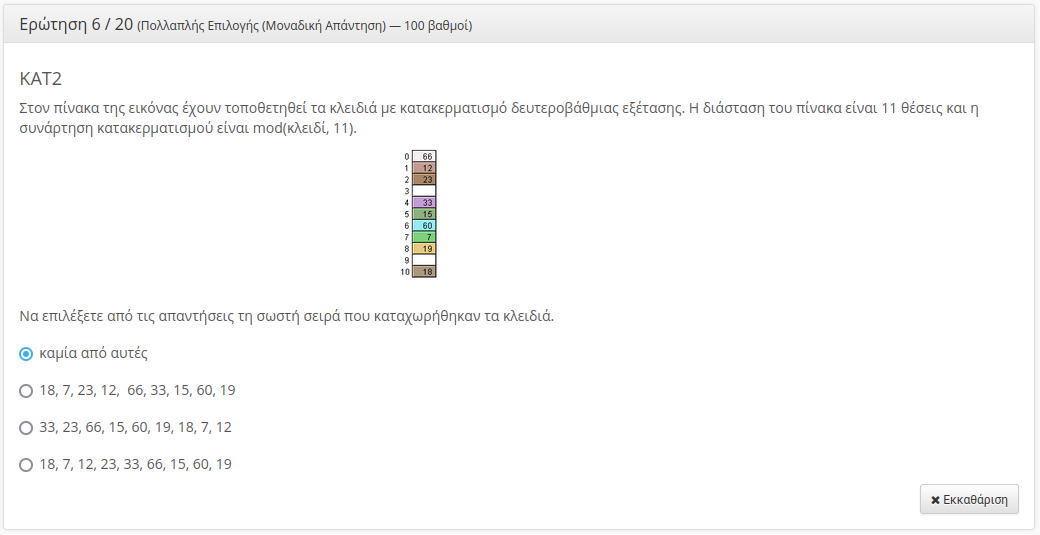 Ερώτηση 6 / 20 (Πολλαπλής Επιλογής (Μοναδική Απάντηση) — 100 βαθμοί)
ΚΑΤ2
Στον πίνακα της εικόνας έχουν τοποθετηθεί τα κλειδιά με κατακερματισμό δευτεροβάθμιας εξέτασης. Η διάσταση του πίνακα είναι 11 θέσεις και η
συνάρτηση κατακερματισμού είναι mod(κλειδί, 11).
0 66
1 12
2 23
3
4 33
5 15
6 60
7 7
8 19
9
10 18
Να επιλέξετε από τις απαντήσεις τη σωστή σειρά που καταχωρήθηκαν τα κλειδιά.
καμία από αυτές
18, 7, 23, 12, 66, 33, 15, 60, 19
33, 23, 66, 15, 60, 19, 18, 7, 12
18, 7, 12, 23, 33, 66, 15, 60, 19
✖ Εκκαθάριση